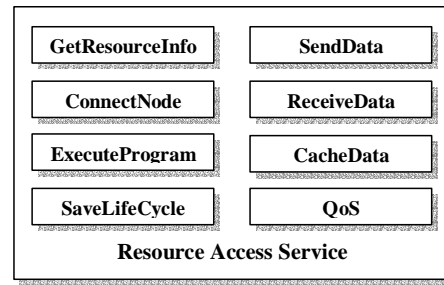 GetResourceInfo
SendData
ConnectNode
ReceiveData
ExecuteProgram
CacheData
SaveLifeCycle
QoS
Resource Access Service